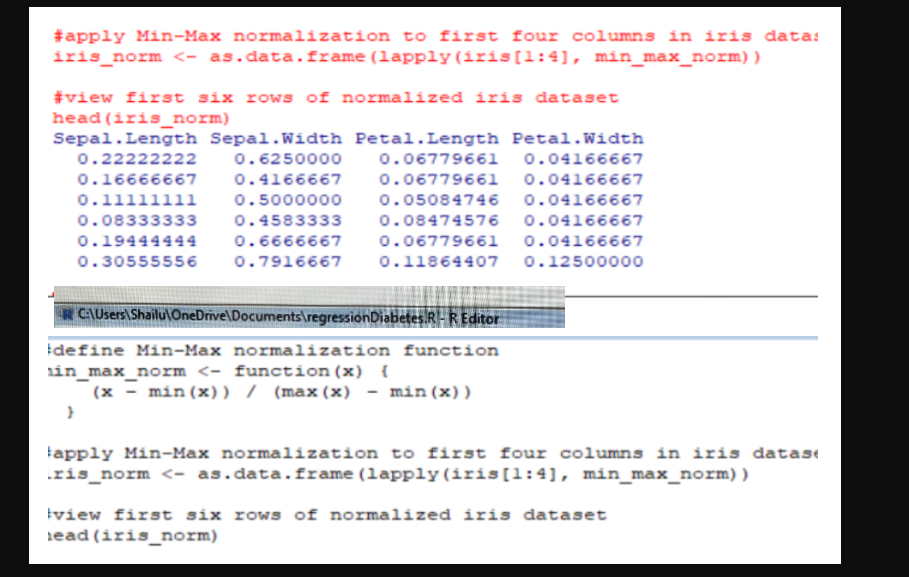 #apply Min-Max normalization to first four columns in iris datas
iris_norm <- as.data.frame(lapply(iris[1:4], min_max_norm))
#view first six rows of normalized iris dataset
head(iris_norm)
Sepal.Length Sepal.Width Petal.Length Petal.Width
0.22222222 0.6250000 0.06779661 0.04166667
0.16666667 0.4166667 0.06779661 0.04166667
0.11111111 0.5000000 0.05084746 0.04166667
0.08333333 0.4583333 0.08474576 0.04166667
0.19444444 0.6666667 0.06779661 0.04166667
0.30555556 0.7916667 0.11864407 0.12500000
C:\Users\Shailu\OneDrive\Documents\regressionDiabetes.R - R Editor
#define Min-Max normalization function
min_max_norm <- function(x) {
(x - min(x)) / (max(x) - min(x))
}
#apply Min-Max normalization to first four columns in iris datase
iris_norm <- as.data.frame(lapply(iris[1:4], min_max_norm))
#view first six rows of normalized iris dataset
head(iris_norm)